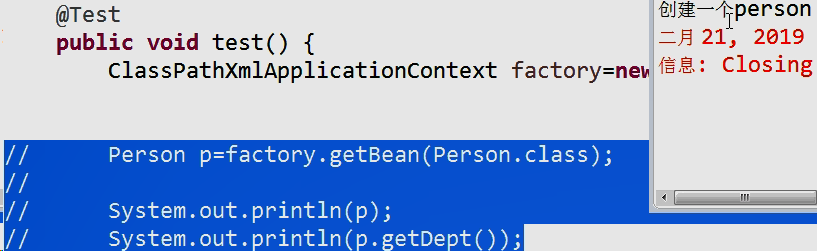 @Test
public void test() {
ClassPathXmlApplicationContext factory=new
// Person p=factory.getBean(Person.class);
//
// System.out.println(p);
// System.out.println(p.getDept());
创建一个person
二月 21, 2019
信息: Closing